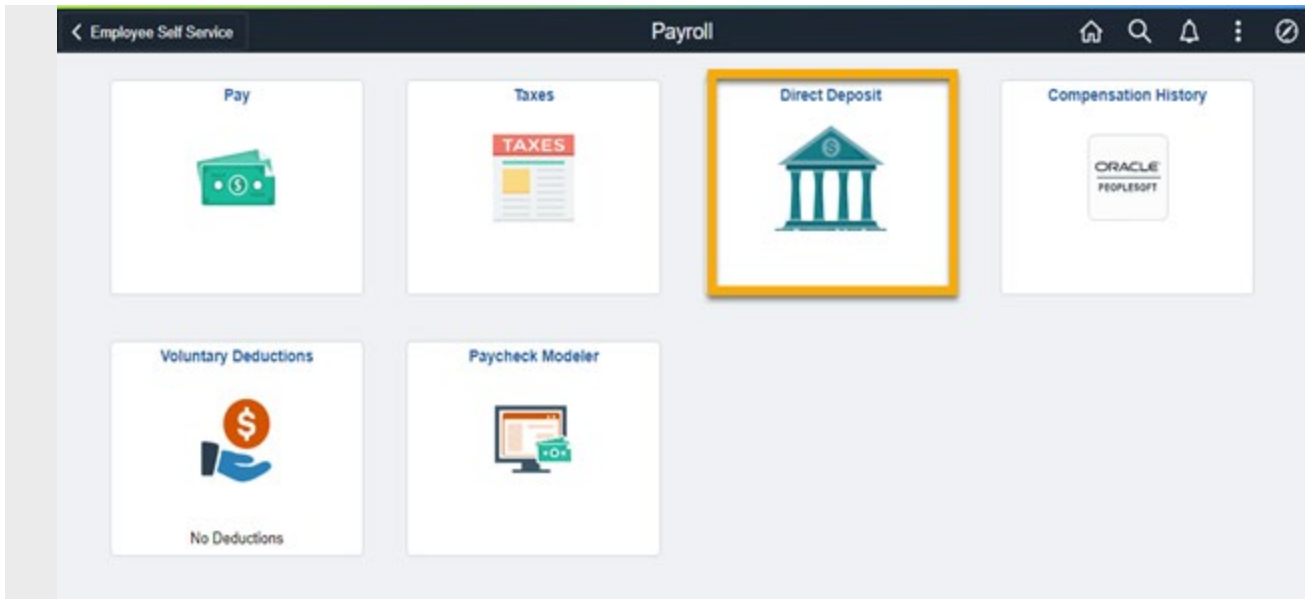 Employee Self Service
Payroll
Pay
Taxes
Direct Deposit
Compensation History
TAXES
ORACLE
PEOPLESOFT
Voluntary Deductions
Paycheck Modeler
No Deductions